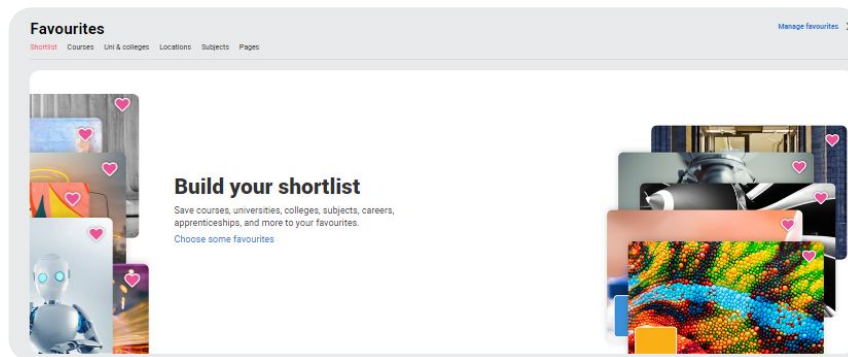 Favourites
Manage favourites
Shortlist Courses Uni & colleges Locations Subjects Pages
Build your shortlist
Save courses, universities, colleges, subjects, careers,
apprenticeships, and more to your favourites.
Choose some favourites